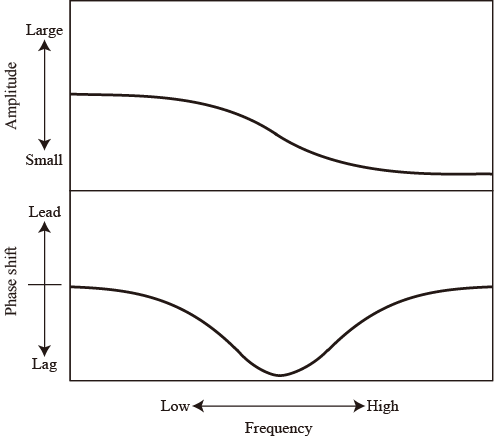 Large
Amplitude
Small
Lead
Phase shift
Lag
Low
High
Frequency